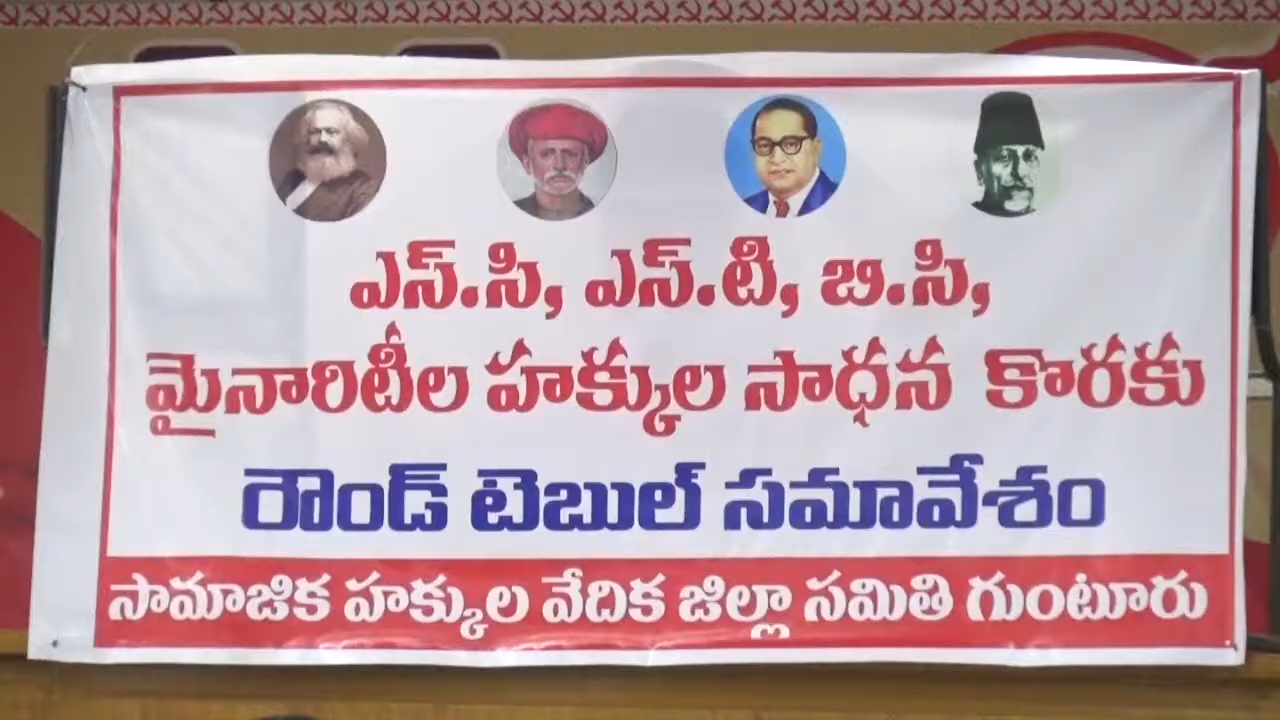 ఎస్.సి, ఎస్.టి, బి.సి,
మైనారిటీల హక్కుల సాధన కొరకు
రౌండ్ టెబుల్ సమావేశం
సామాజిక హక్కుల వేదిక జిల్లా సమితి గుంటూరు